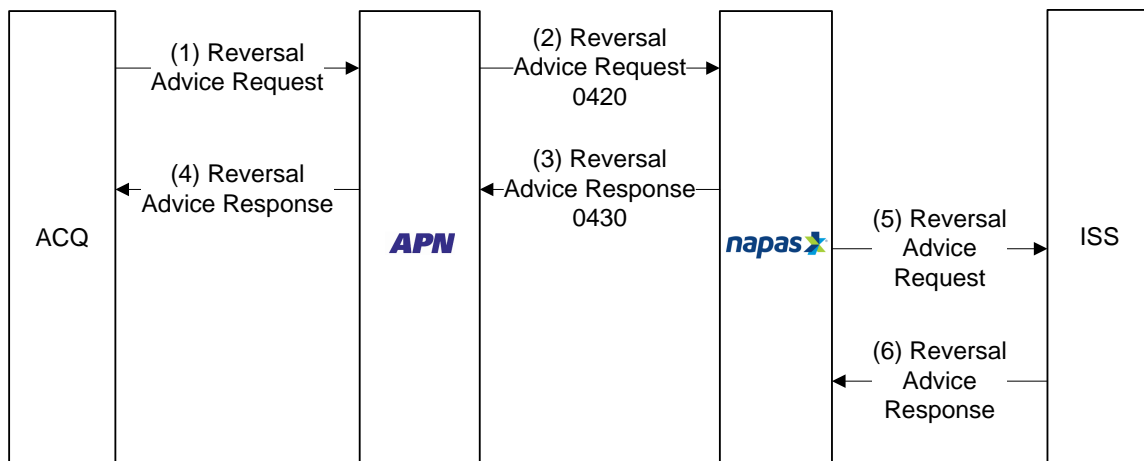 (1) Reversal
Advice Request
(2) Reversal
Advice Request
0420
(4) Reversal
Advice Response
(3) Reversal
Advice Response
0430
ACQ
APN
napas
(5) Reversal
Advice
Request
ISS
(6) Reversal
Advice
Response